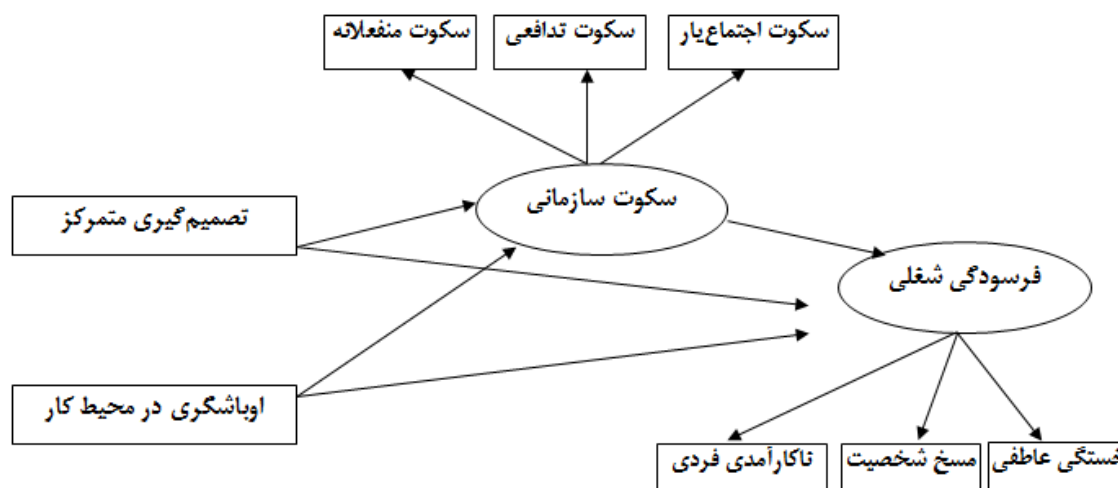 سکوت اجتماع‌یار
سکوت تدافعی
سکوت منفعلانه
سکوت سازمانی
تصمیم‌گیری متمرکز
فرسودگی شغلی
اوباشگری در محیط کار
خستگی عاطفی
مسخ شخصیت
ناکارآمدی فردی